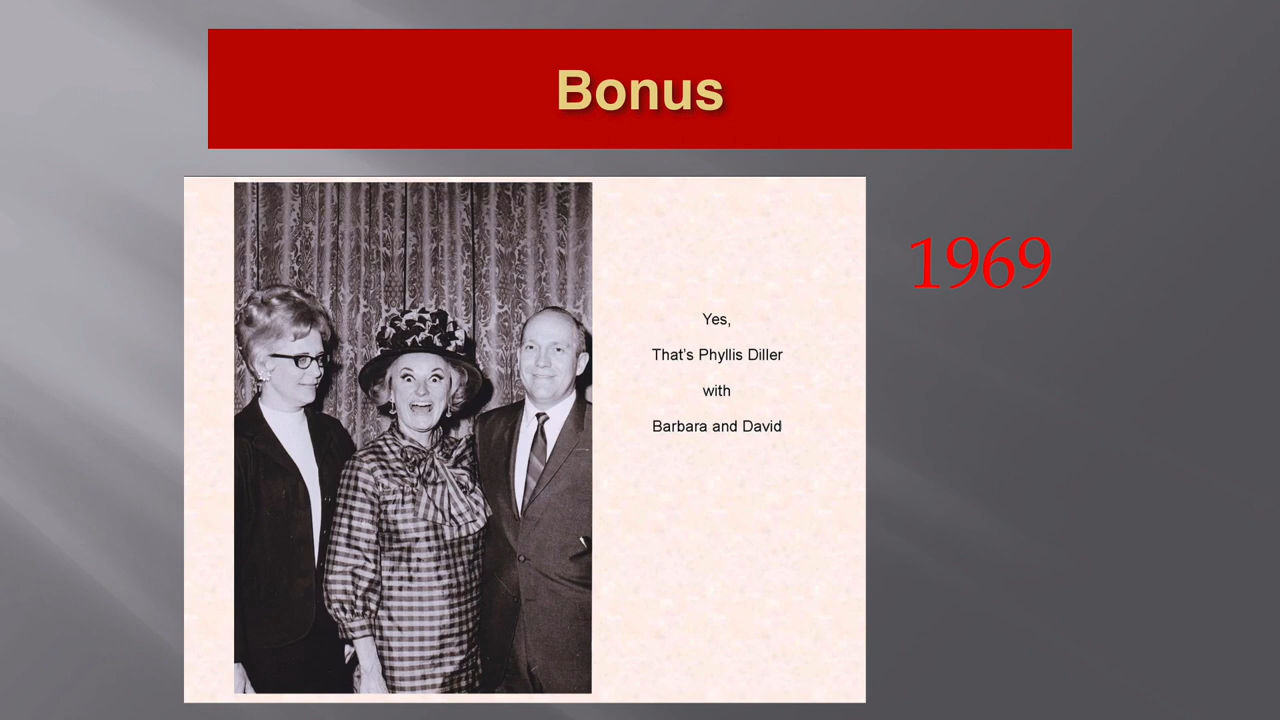 Bonus
1969
Yes,
That's Phyllis Diller
with
Barbara and David